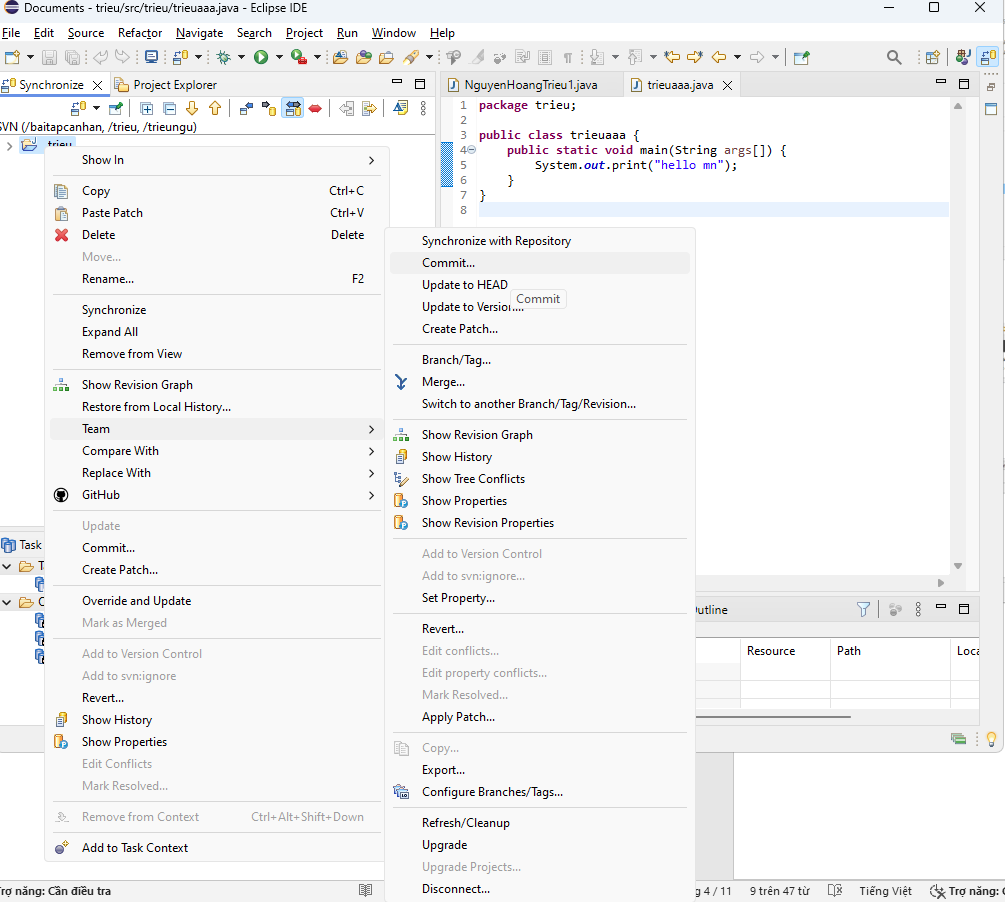 Documents - trieu/src/trieu/trieuaaa.java - Eclipse IDE
File Edit Source Refactor Navigate Search Project Run Window Help
Synchronize Project Explorer
SVN (/baitapcanhan, /trieu, /trieungu)
trieu
NguyenHoangTrieu1.java trieuaaa.java
1 package trieu;
2
3 public class trieuaaa {
4 public static void main(String args[]) {
5 System.out.print("hello mn");
6 }
7 }
8
Show In
Copy Ctrl+C
Paste Patch Ctrl+V
Delete Delete
Move...
Rename... F2
Synchronize
Expand All
Remove from View
Show Revision Graph
Restore from Local History...
Team
Compare With
Replace With
GitHub
Update
Commit...
Create Patch...
Override and Update
Mark as Merged
Add to Version Control
Add to svn:ignore
Revert...
Show History
Show Properties
Edit Conflicts
Mark Resolved...
Remove from Context Ctrl+Alt+Shift+Down
Add to Task Context
Synchronize with Repository
Commit...
Update to HEAD
Update to Version...
Commit
Create Patch...
Branch/Tag...
Merge...
Switch to another Branch/Tag/Revision...
Show Revision Graph
Show History
Show Tree Conflicts
Show Properties
Show Revision Properties
Add to Version Control
Add to svn:ignore...
Set Property...
Revert...
Edit conflicts...
Edit property conflicts...
Mark Resolved...
Apply Patch...
Copy...
Export...
Configure Branches/Tags...
Refresh/Cleanup
Upgrade
Upgrade Projects...
Disconnect...
Task
T
C
utline
Resource Path Loca
rợ năng: Cần điều tra
g 4 / 11 9 trên 47 từ Tiếng Việt Trợ năng: C